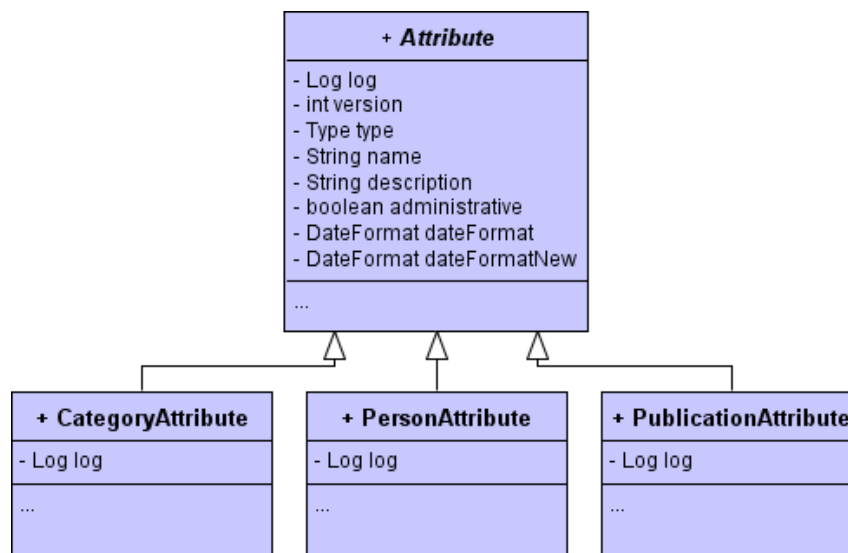 + Attribute
- Log log
- int version
- Type type
- String name
- String description
- boolean administrative
- DateFormat dateFormat
- DateFormat dateFormatNew
...
+ CategoryAttribute
- Log log
...
+ PersonAttribute
- Log log
...
+ PublicationAttribute
- Log log
...